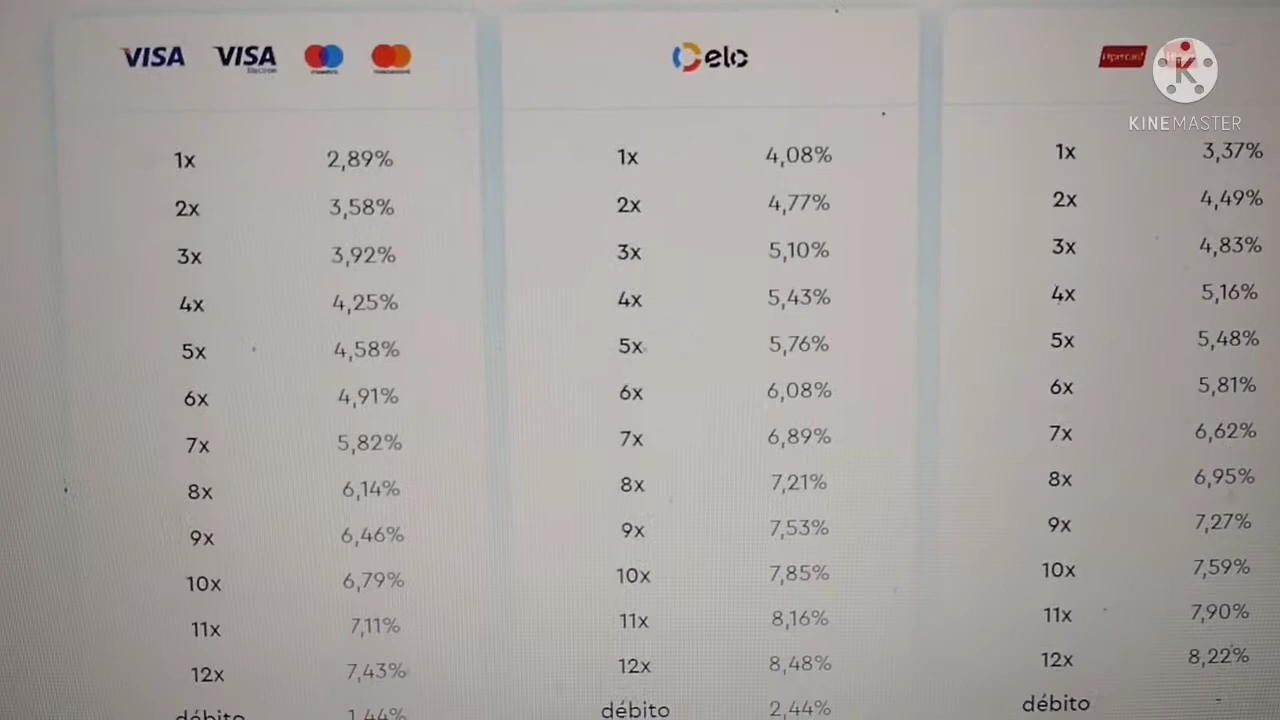 VISA VISA Electron elo Hipercard
KINEMASTER
1x 2,89% 1x 4,08% 1x 3,37%
2x 3,58% 2x 4,77% 2x 4,49%
3x 3,92% 3x 5,10% 3x 4,83%
4x 4,25% 4x 5,43% 4x 5,16%
5x 4,58% 5x 5,76% 5x 5,48%
6x 4,91% 6x 6,08% 6x 5,81%
7x 5,82% 7x 6,89% 7x 6,62%
8x 6,14% 8x 7,21% 8x 6,95%
9x 6,46% 9x 7,53% 9x 7,27%
10x 6,79% 10x 7,85% 10x 7,59%
11x 7,11% 11x 8,16% 11x 7,90%
12x 7,43% 12x 8,48% 12x 8,22%
débito 1,44% débito 2,44% débito -